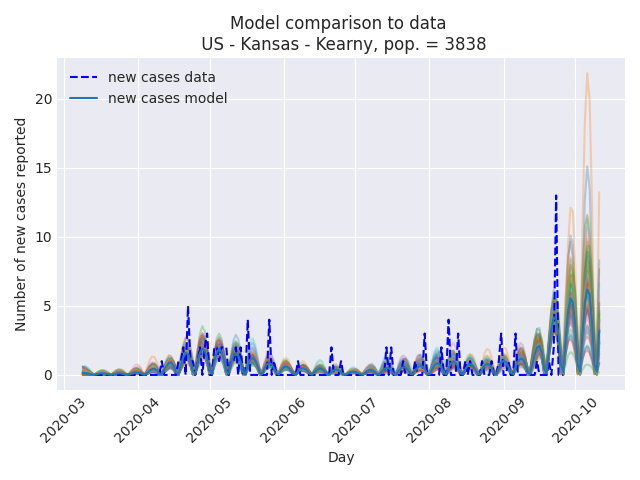 Model comparison to data
US - Kansas - Kearny, pop. = 3838
new cases data
new cases model
Number of new cases reported
20
15
10
5
0
2020-03
2020-04
2020-05
2020-06
2020-07
2020-08
2020-09
2020-10
Day